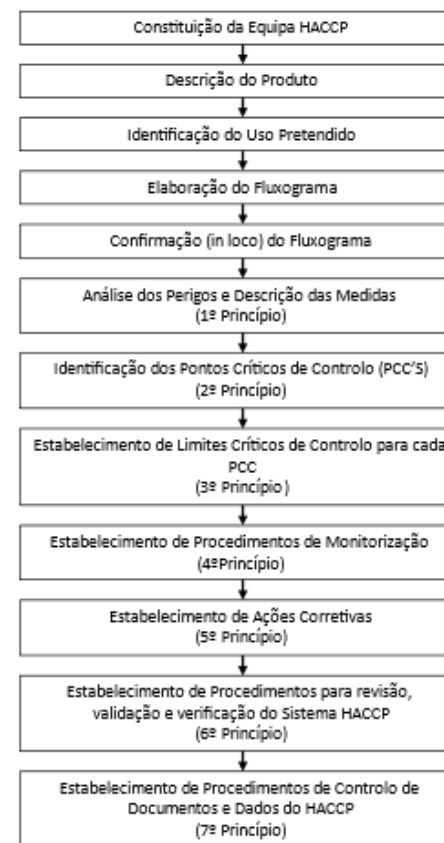 Constituição da Equipa HACCP
Descrição do Produto
Identificação do Uso Pretendido
Elaboração do Fluxograma
Confirmação (in loco) do Fluxograma
Análise dos Perigos e Descrição das Medidas
(1º Princípio)
Identificação dos Pontos Críticos de Controlo (PCC'S)
(2º Princípio)
Estabelecimento de Limites Críticos de Controlo para cada
PCC
(3º Princípio)
Estabelecimento de Procedimentos de Monitorização
(4ºPrincípio)
Estabelecimento de Ações Corretivas
(5º Princípio)
Estabelecimento de Procedimentos para revisão,
validação e verificação do Sistema HACCP
(6º Princípio)
Estabelecimento de Procedimentos de Controlo de
Documentos e Dados do HACCP
(7º Princípio)